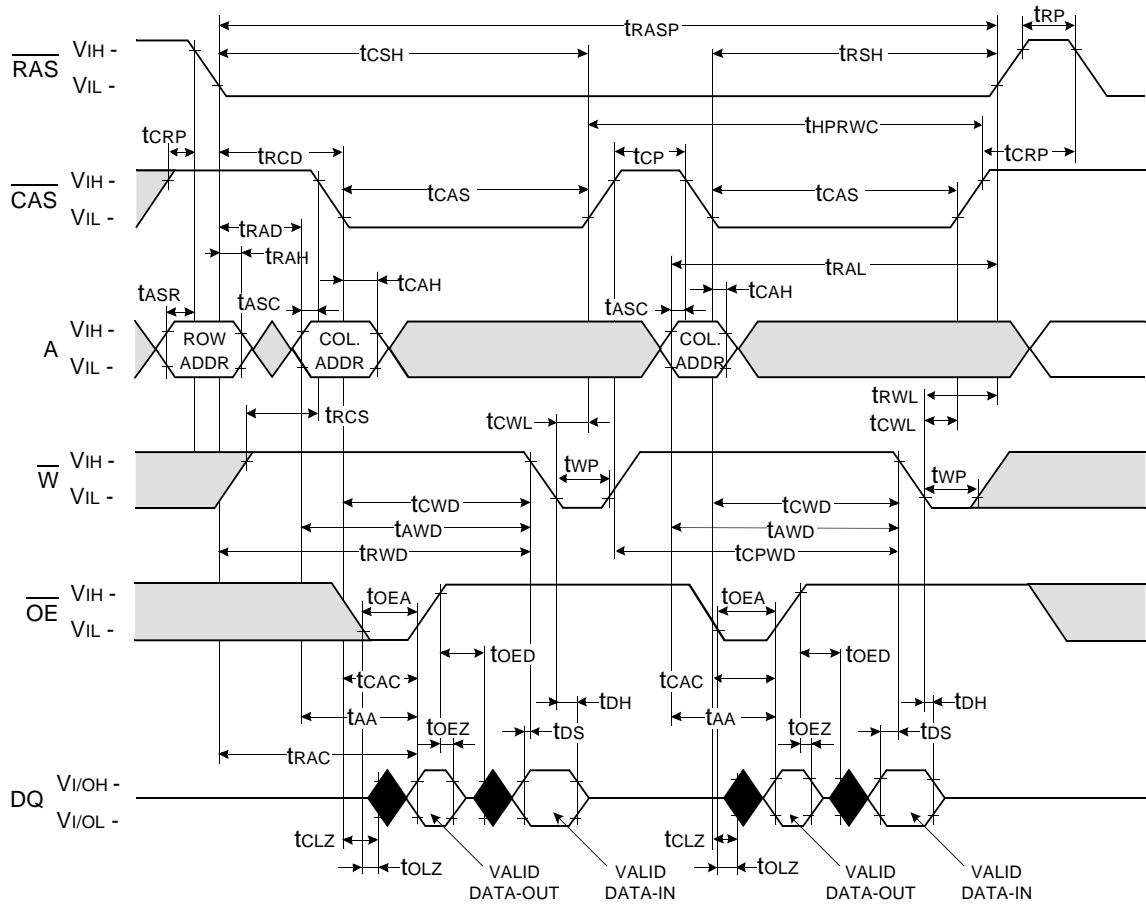 tRASP
tRP
tCSH
tRSH
RAS
VIH -
VIL -
tHPRWC
tCRP
tRCD
tCP
tCRP
CAS
VIH -
VIL -
tCAS
tCAS
tRAD
tRAH
tRAL
tASR
tASC
tCAH
tASC
tCAH
A
VIH -
VIL -
ROW
ADDR
COL.
ADDR
COL.
ADDR
tRCS
tCWL
tRWL
tCWL
W
VIH -
VIL -
tWP
tWP
tCWD
tCWD
tAWD
tAWD
tRWD
tCPWD
OE
VIH -
VIL -
tOEA
tOEA
tOED
tOED
tCAC
tCAC
tDH
tDH
tAA
tOEZ
tDS
tAA
tOEZ
tDS
tRAC
DQ
VI/OH -
VI/OL -
tCLZ
tOLZ
tCLZ
tOLZ
VALID
DATA-OUT
VALID
DATA-IN
VALID
DATA-OUT
VALID
DATA-IN